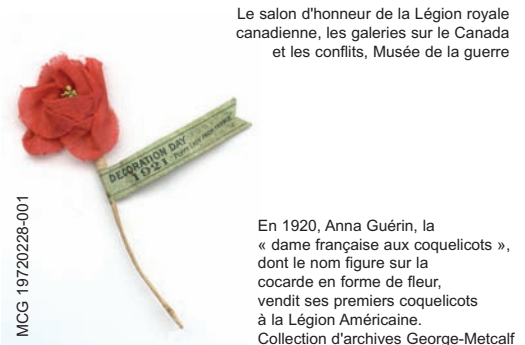 Le salon d'honneur de la Légion royale
canadienne, les galeries sur le Canada
et les conflits, Musée de la guerre
DECORATION DAY
1921
MCG 19720228-001
En 1920, Anna Guérin, la
« dame française aux coquelicots »,
dont le nom figure sur la
cocarde en forme de fleur,
vendit ses premiers coquelicots
à la Légion Américaine.
Collection d'archives George-Metcalf